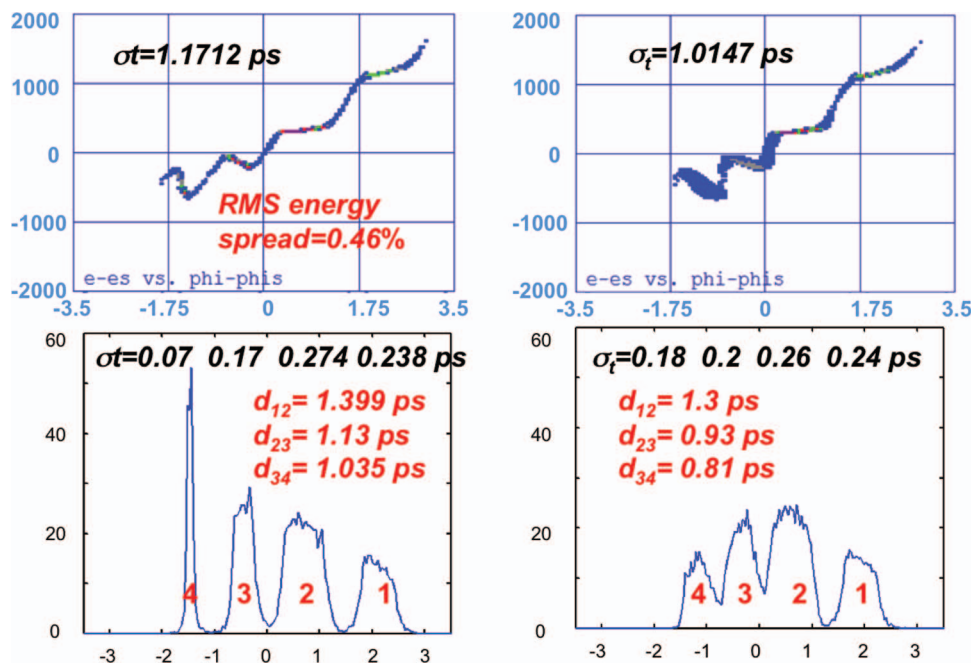 2000
1000
0
-1000
-2000
σt=1.1712 ps
RMS energy
spread=0.46%
e-es vs. phi-phis
-3.5 -1.75 0 1.75 3.5
2000
1000
0
-1000
-2000
σt=1.0147 ps
e-es vs. phi-phis
-3.5 -1.75 0 1.75 3.5
60
40
20
0
σt=0.07 0.17 0.274 0.238 ps
d12= 1.399 ps
d23= 1.13 ps
d34= 1.035 ps
4 3 2 1
-3 -2 -1 0 1 2 3
60
40
20
0
σt=0.18 0.2 0.26 0.24 ps
d12= 1.3 ps
d23= 0.93 ps
d34= 0.81 ps
4 3 2 1
-3 -2 -1 0 1 2 3